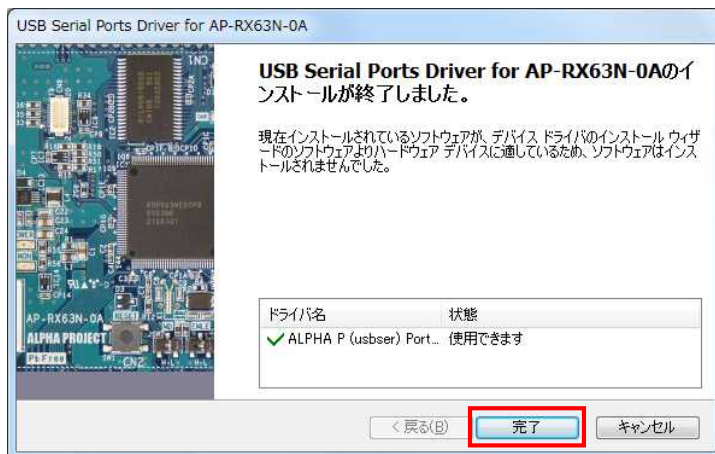 USB Serial Ports Driver for AP-RX63N-0A
USB Serial Ports Driver for AP-RX63N-0Aのイ
ンストールが終了しました。
現在インストールされているソフトウェアが、デバイス ドライバのインストール ウィザ
ードのソフトウェアよりハードウェア デバイスに適しているため、ソフトウェアはインス
トールされませんでした。
CN1
AP-RX63N-0A
ALPHA PROJECT
Pb Free
RESET
SW1
CN2
ドライバ名 状態
ALPHA P (usbser) Port... 使用できます
< 戻る(B) 完了 キャンセル